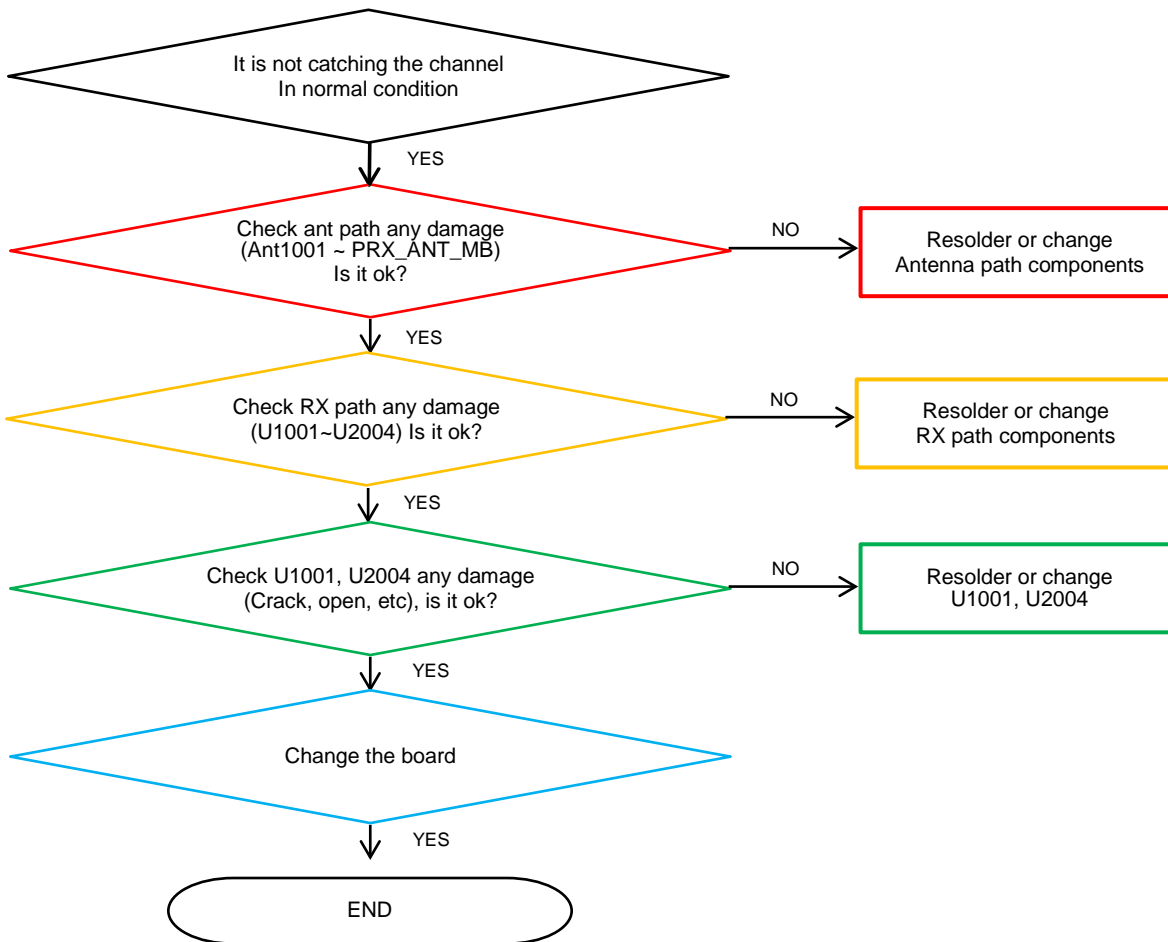 It is not catching the channel
In normal condition
YES
Check ant path any damage
(Ant1001 ~ PRX_ANT_MB)
Is it ok?
NO
Resolder or change
Antenna path components
YES
Check RX path any damage
(U1001~U2004) Is it ok?
NO
Resolder or change
RX path components
YES
Check U1001, U2004 any damage
(Crack, open, etc), is it ok?
NO
Resolder or change
U1001, U2004
YES
Change the board
YES
END